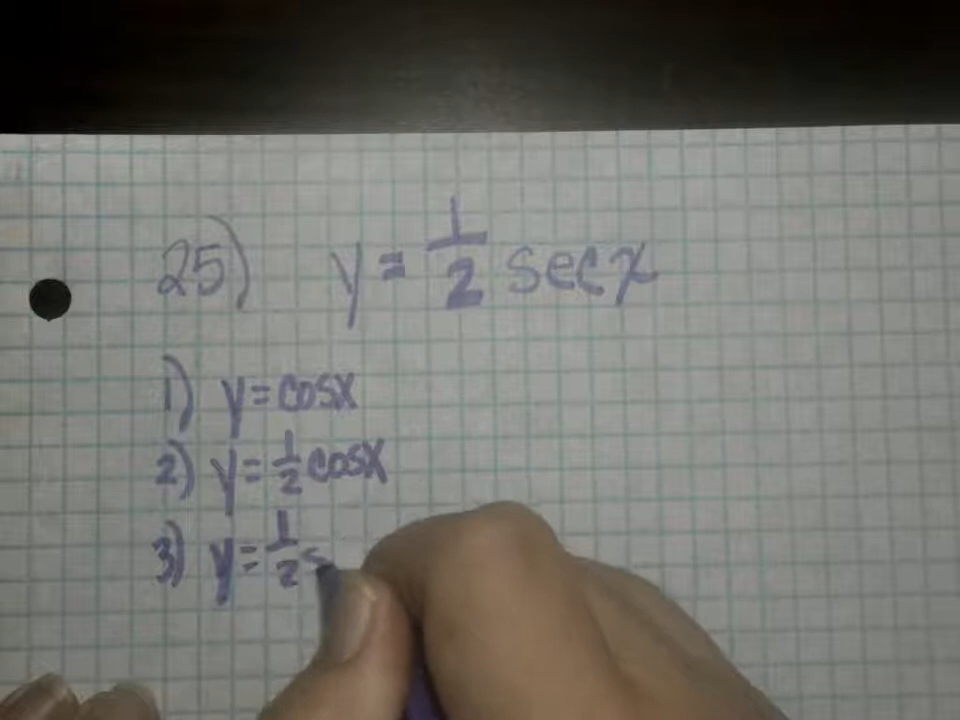 25) y = 1/2 secx
1) y = cosx
2) y = 1/2 cosx
3) y = 1/2 s